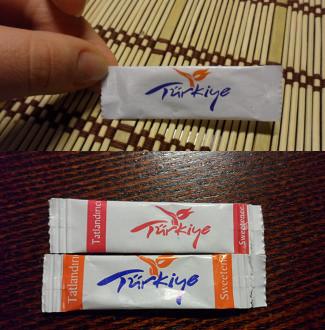 Türkiye
Tatlandırıcı
Türkiye
Sweetener
Tatlandırıcı
Türkiye
Sweetener